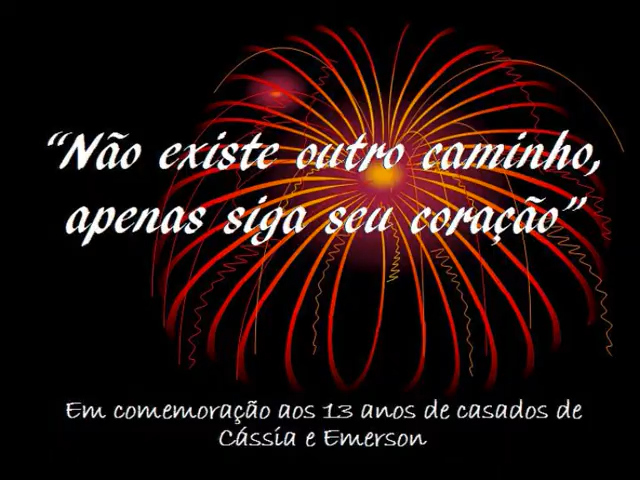 “Não existe outro caminho,
apenas siga seu coração”
Em comemoração aos 13 anos de casados de
Cássia e Emerson